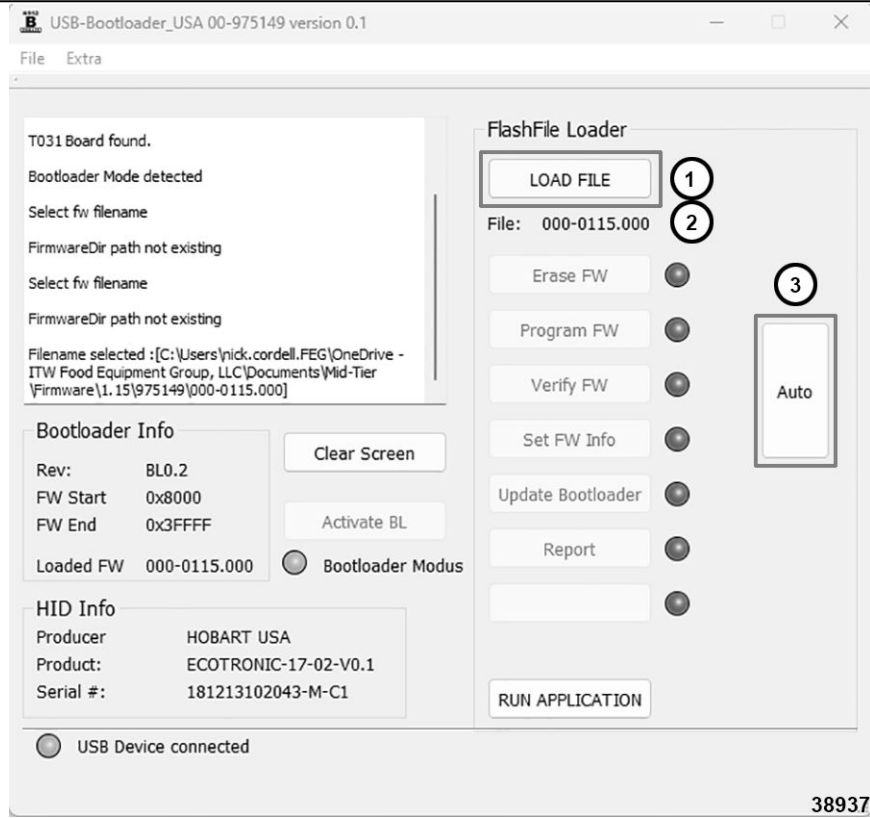 USB-Bootloader_USA 00-975149 version 0.1
File Extra
T031 Board found.
Bootloader Mode detected
Select fw filename
FirmwareDir path not existing
Select fw filename
FirmwareDir path not existing
Filename selected :[C:\Users\nick.cordell.FEG\OneDrive -
ITW Food Equipment Group, LLC\Documents\Mid-Tier
\Firmware\1.15\975149\000-0115.000]
Bootloader Info
Rev: BL0.2
FW Start 0x8000
FW End 0x3FFFF
Loaded FW 000-0115.000
Clear Screen
Activate BL
Bootloader Modus
HID Info
Producer HOBART USA
Product: ECOTRONIC-17-02-V0.1
Serial #: 181213102043-M-C1
USB Device connected
FlashFile Loader
LOAD FILE 1
File: 000-0115.000 2
Erase FW
Program FW
Verify FW
Set FW Info
Update Bootloader
Report
3
Auto
RUN APPLICATION
38937